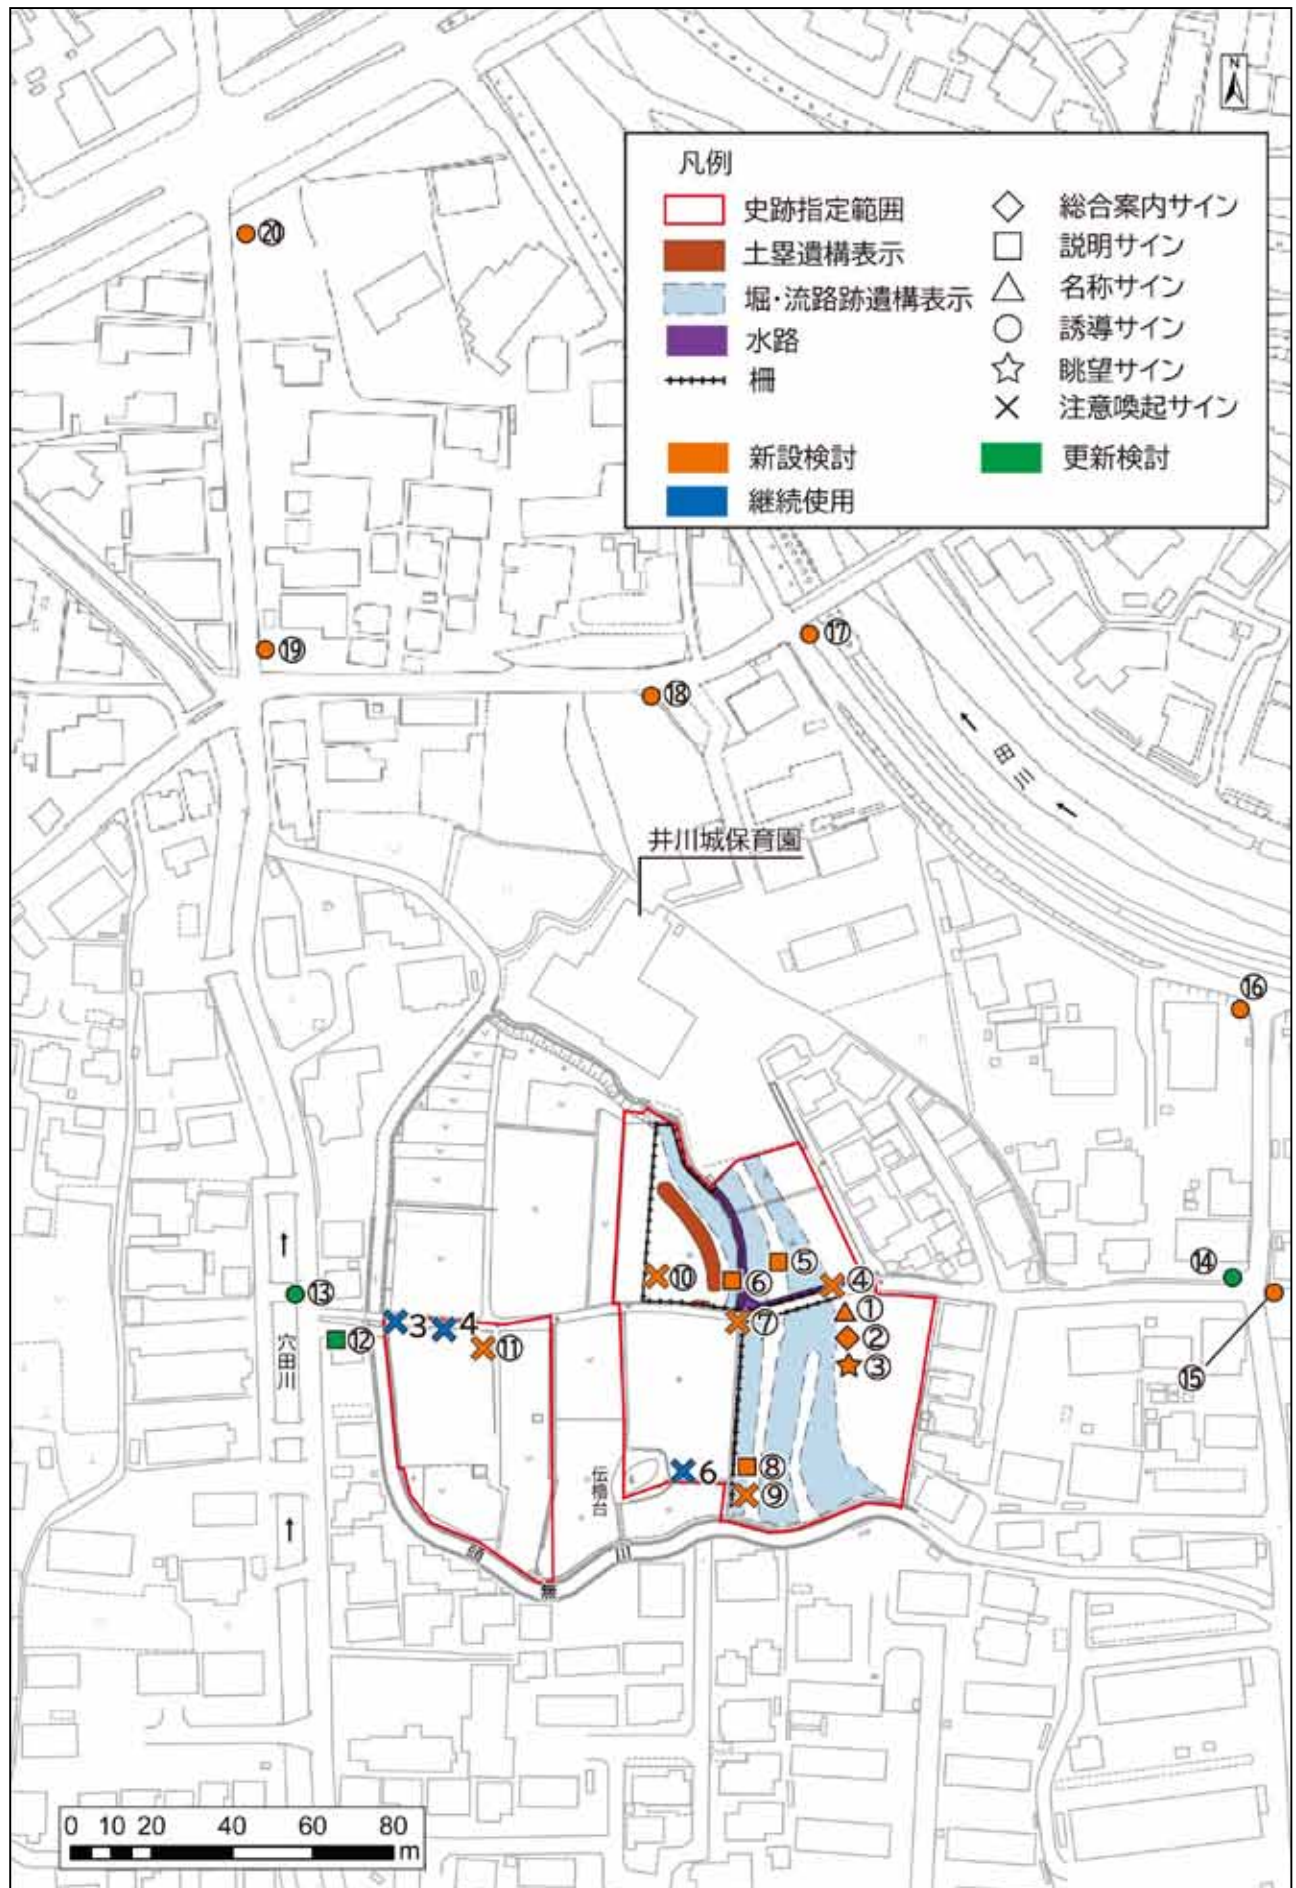 N
凡例
史跡指定範囲
土塁遺構表示
堀・流路跡遺構表示
水路
柵
総合案内サイン
説明サイン
名称サイン
誘導サイン
眺望サイン
注意喚起サイン
新設検討
継続使用
更新検討
⑳
⑲
⑰
⑱
田川
井川城保育園
⑯
⑤
⑭
⑩
⑥
④
⑬
⑮
①
3
4
⑦
②
⑫
⑪
③
穴田川
6
⑧
伝櫓台
⑨
頭無川
0 10 20 40 60 80
m